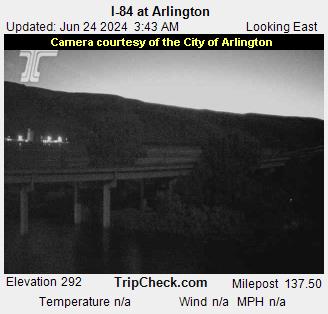 I-84 at Arlington
Updated: Jun 24 2024 3:43 AM Looking East
Camera courtesy of the City of Arlington
Elevation 292 TripCheck.com Milepost 137.50
Temperature n/a Wind n/a MPH n/a